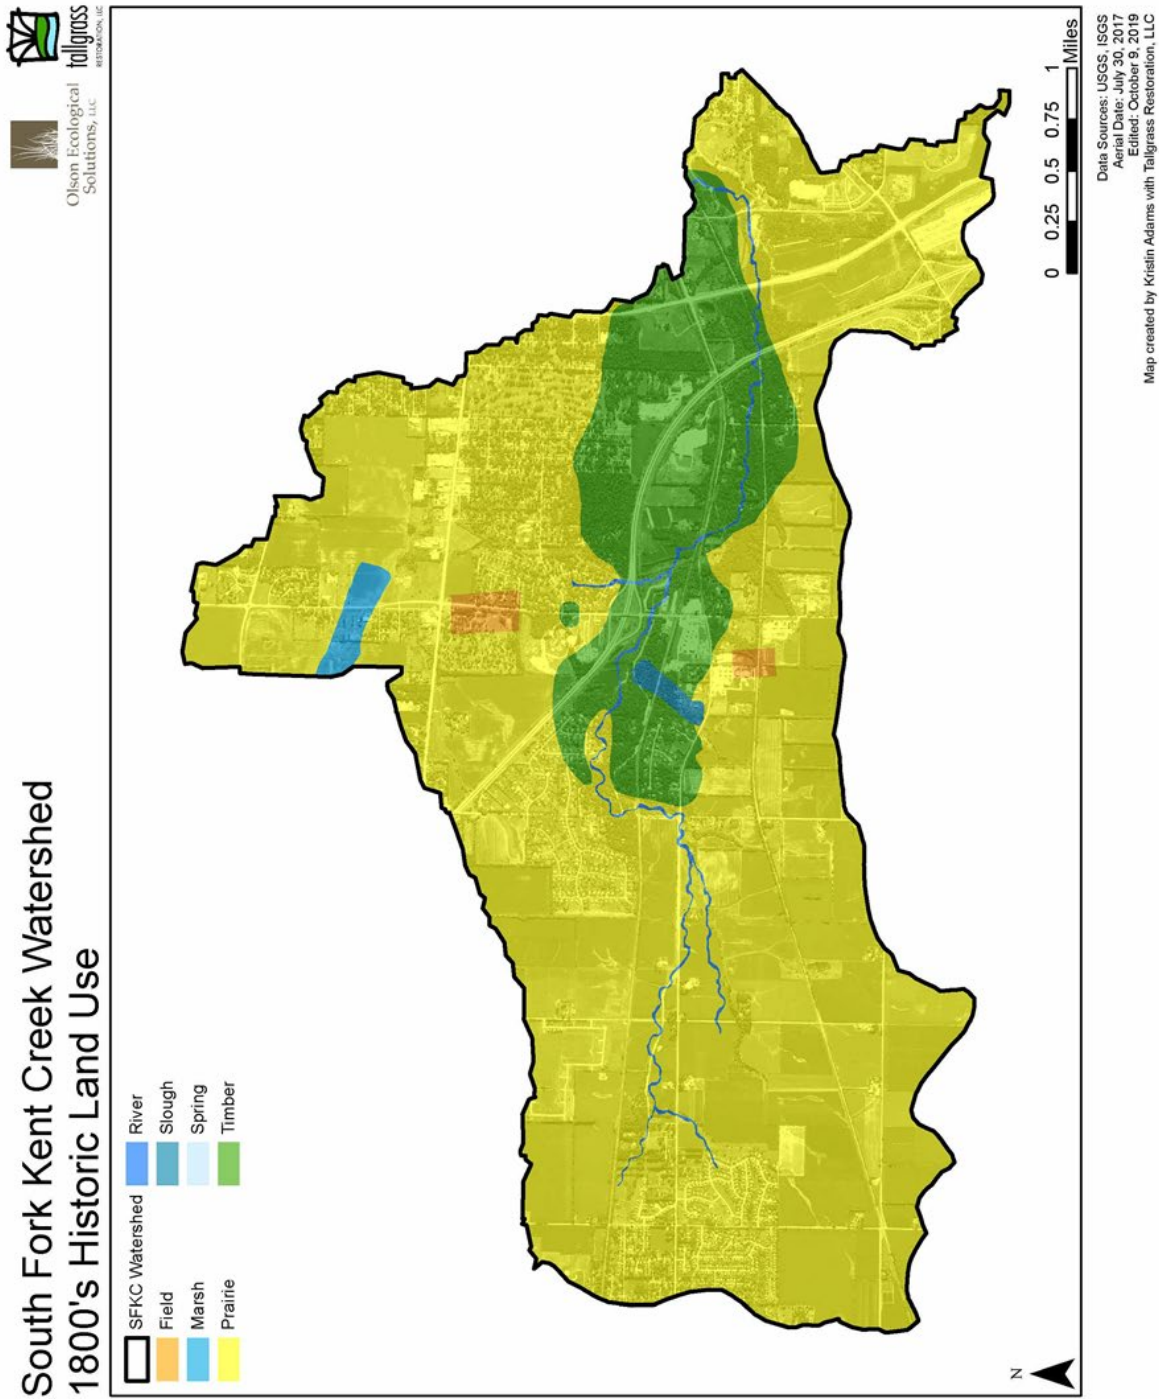 South Fork Kent Creek Watershed
1800's Historic Land Use
Olson Ecological
Solutions, LLC
tallgrass
RESTORATION, LLC
SFKC Watershed
Field
Marsh
Prairie
River
Slough
Spring
Timber
N
0 0.25 0.5 0.75 1
Miles
Data Sources: USGS, ISGS
Aerial Date: July 30, 2017
Edited: October 9, 2019
Map created by Kristin Adams with Tallgrass Restoration, LLC